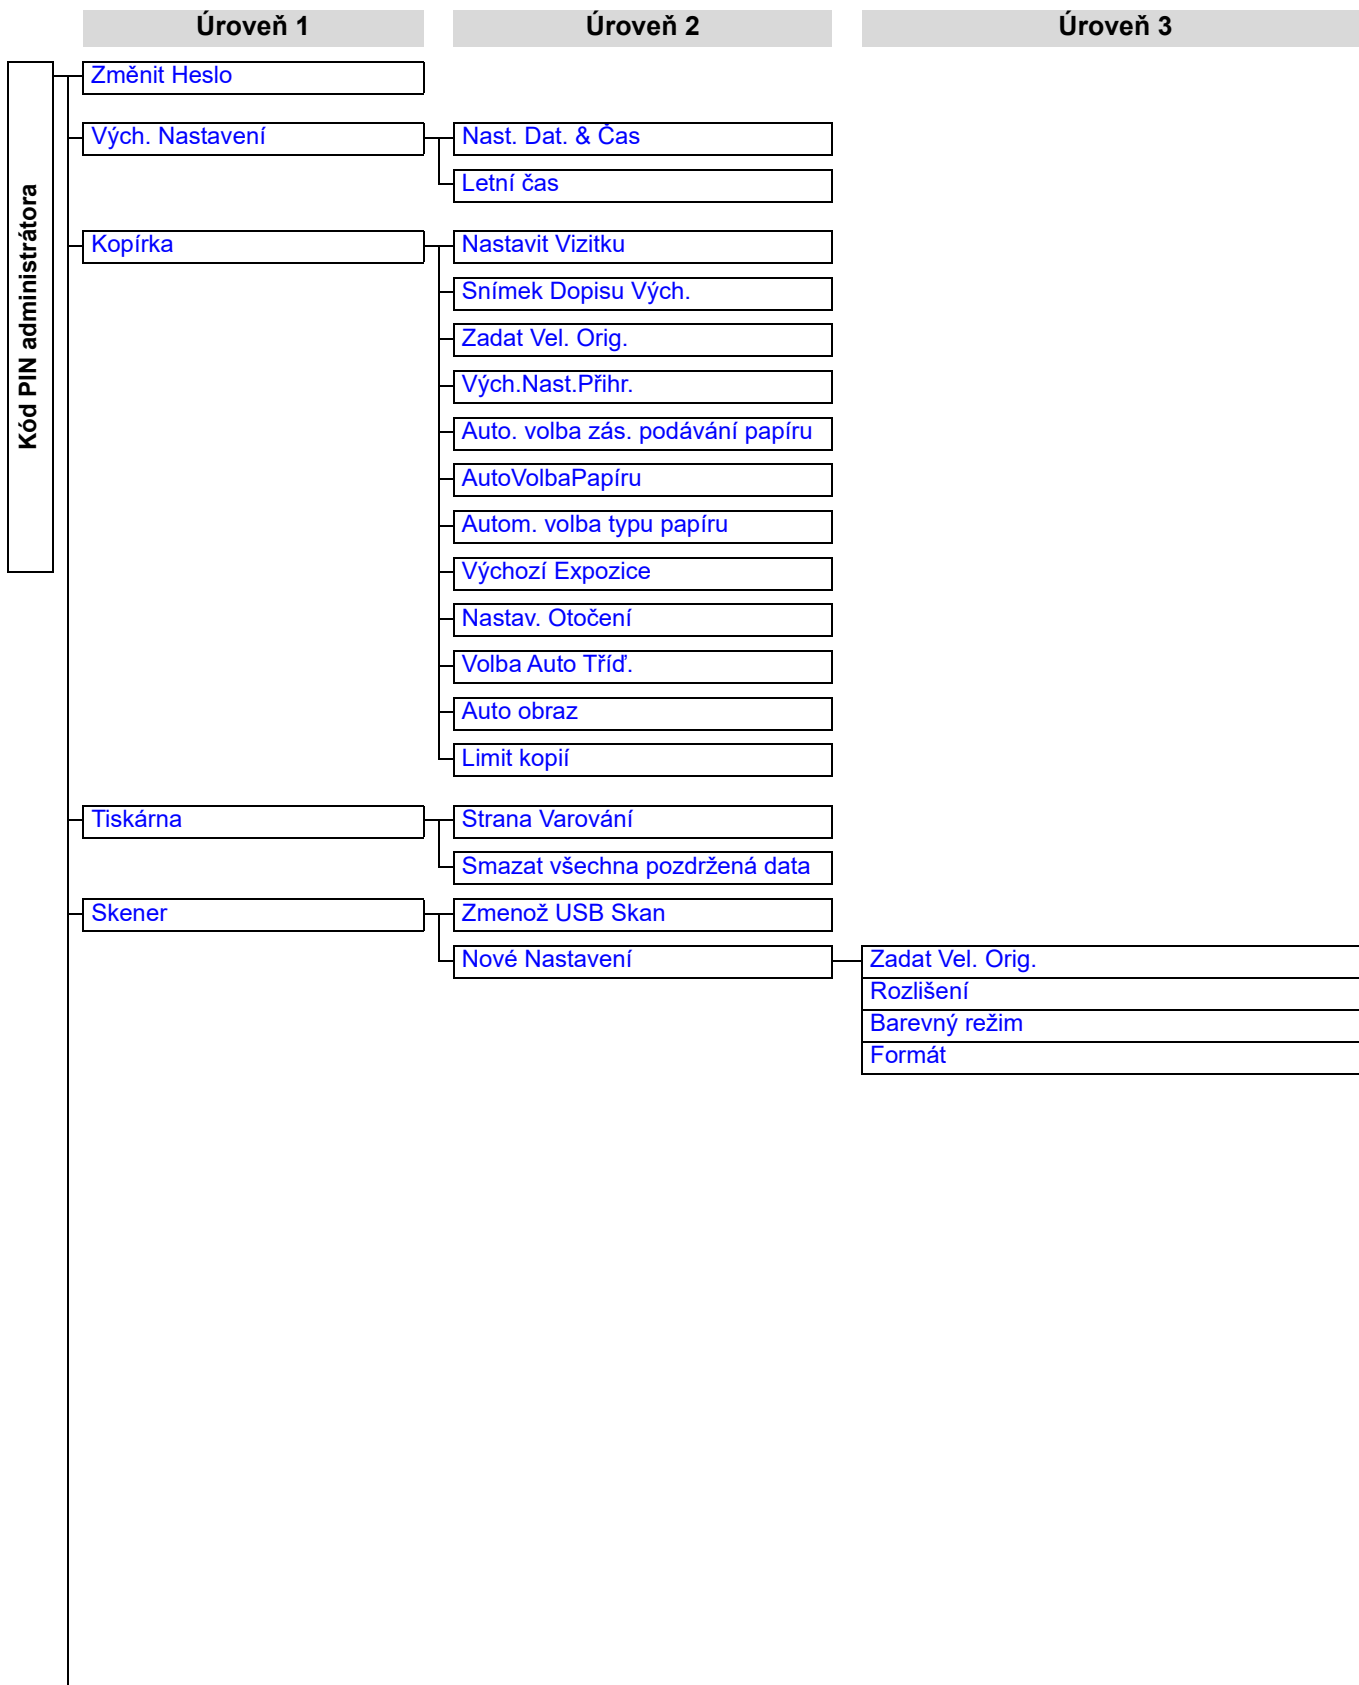 Úroveň 1
Úroveň 2
Úroveň 3
Kód PIN administrátora
Změnit Heslo
Vých. Nastavení
Nast. Dat. & Čas
Letní čas
Kopírka
Nastavit Vizitku
Snímek Dopisu Vých.
Zadat Vel. Orig.
Vých.Nast.Přihr.
Auto. volba zás. podávání papíru
AutoVolbaPapíru
Autom. volba typu papíru
Výchozí Expozice
Nastav. Otočení
Volba Auto Tříď.
Auto obraz
Limit kopií
Tiskárna
Strana Varování
Smazat všechna pozdržená data
Skener
Zmenož USB Skan
Nové Nastavení
Zadat Vel. Orig.
Rozlišení
Barevný režim
Formát